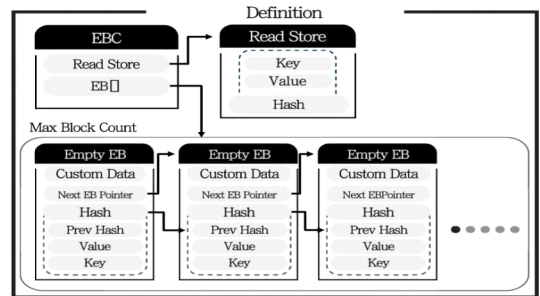 Definition
EBC
Read Store
EB[]
Read Store
Key
Value
Hash
Max Block Count
Empty EB
Custom Data
Next EB Pointer
Hash
Prev Hash
Value
Key
Empty EB
Custom Data
Next EB Pointer
Hash
Prev Hash
Value
Key
Empty EB
Custom Data
Next EBPointer
Hash
Prev Hash
Value
Key